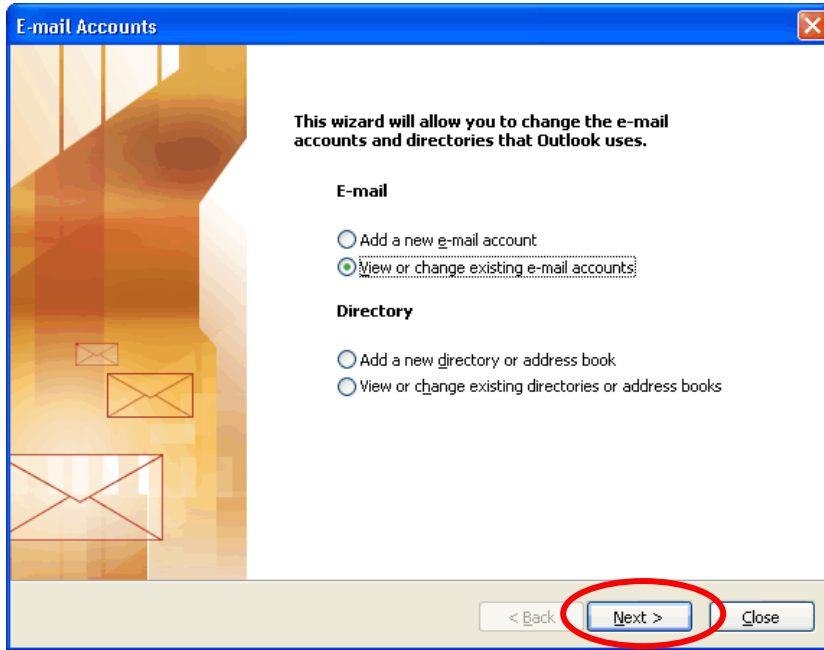 E-mail Accounts
This wizard will allow you to change the e-mail
accounts and directories that Outlook uses.
E-mail
Add a new e-mail account
View or change existing e-mail accounts
Directory
Add a new directory or address book
View or change existing directories or address books
< Back
Next >
Close